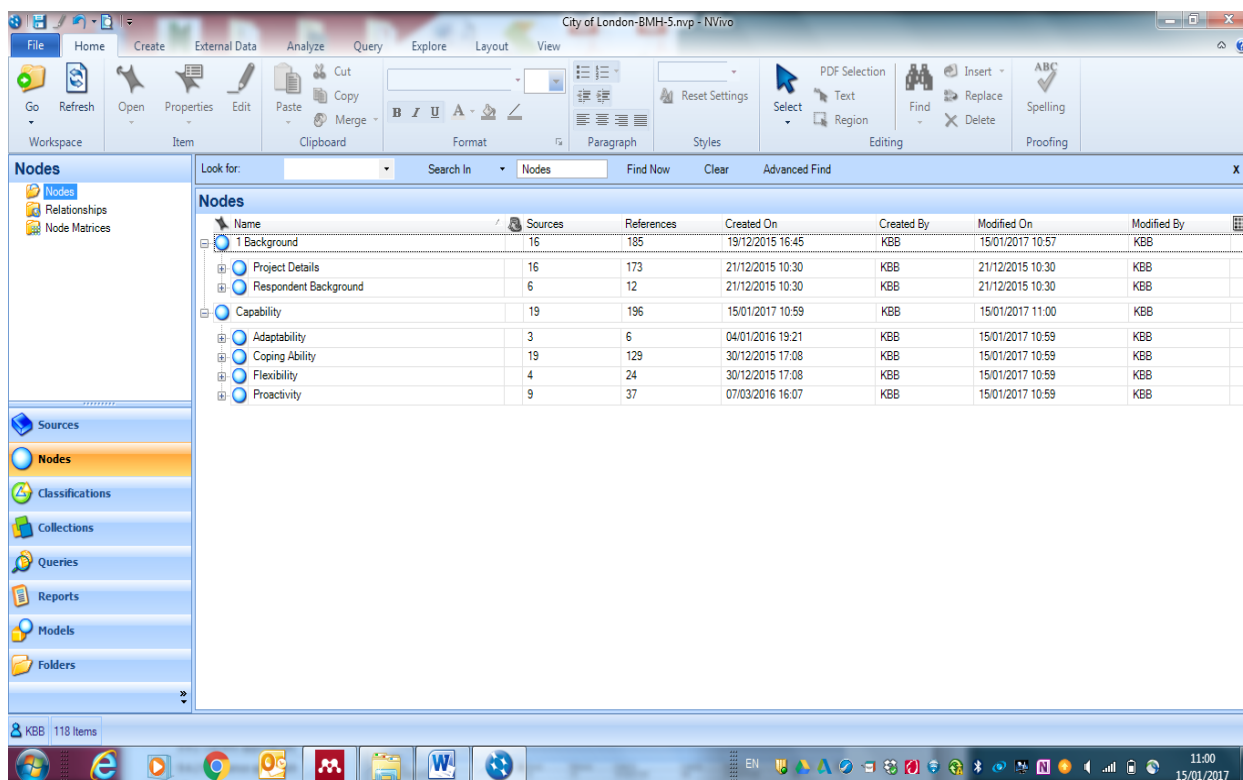 City of London-BMH-5.nvp - NVivo
File Home Create External Data Analyze Query Explore Layout View
Go Refresh Open Properties Edit Paste Cut Copy Merge
B I U A
Reset Settings
Select PDF Selection Text Region Find Insert Replace Delete
ABC Spelling
Workspace Item Clipboard Format Paragraph Styles Editing Proofing
Nodes
Look for: Search In Nodes Find Now Clear Advanced Find x
Nodes
Relationships
Node Matrices
Nodes
Name Sources References Created On Created By Modified On Modified By
1 Background 16 185 19/12/2015 16:45 KBB 15/01/2017 10:57 KBB
Project Details 16 173 21/12/2015 10:30 KBB 21/12/2015 10:30 KBB
Respondent Background 6 12 21/12/2015 10:30 KBB 21/12/2015 10:30 KBB
Capability 19 196 15/01/2017 10:59 KBB 15/01/2017 11:00 KBB
Adaptability 3 6 04/01/2016 19:21 KBB 15/01/2017 10:59 KBB
Coping Ability 19 129 30/12/2015 17:08 KBB 15/01/2017 10:59 KBB
Flexibility 4 24 30/12/2015 17:08 KBB 15/01/2017 10:59 KBB
Proactivity 9 37 07/03/2016 16:07 KBB 15/01/2017 10:59 KBB
Sources
Nodes
Classifications
Collections
Queries
Reports
Models
Folders
KBB 118 Items
EN 11:00
15/01/2017